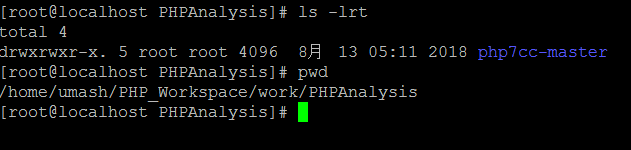 [root@localhost PHPAnalysis]# ls -lrt
total 4
drwxrwxr-x. 5 root root 4096  8月 13 05:11 2018 php7cc-master
[root@localhost PHPAnalysis]# pwd
/home/umash/PHP_Workspace/work/PHPAnalysis
[root@localhost PHPAnalysis]#